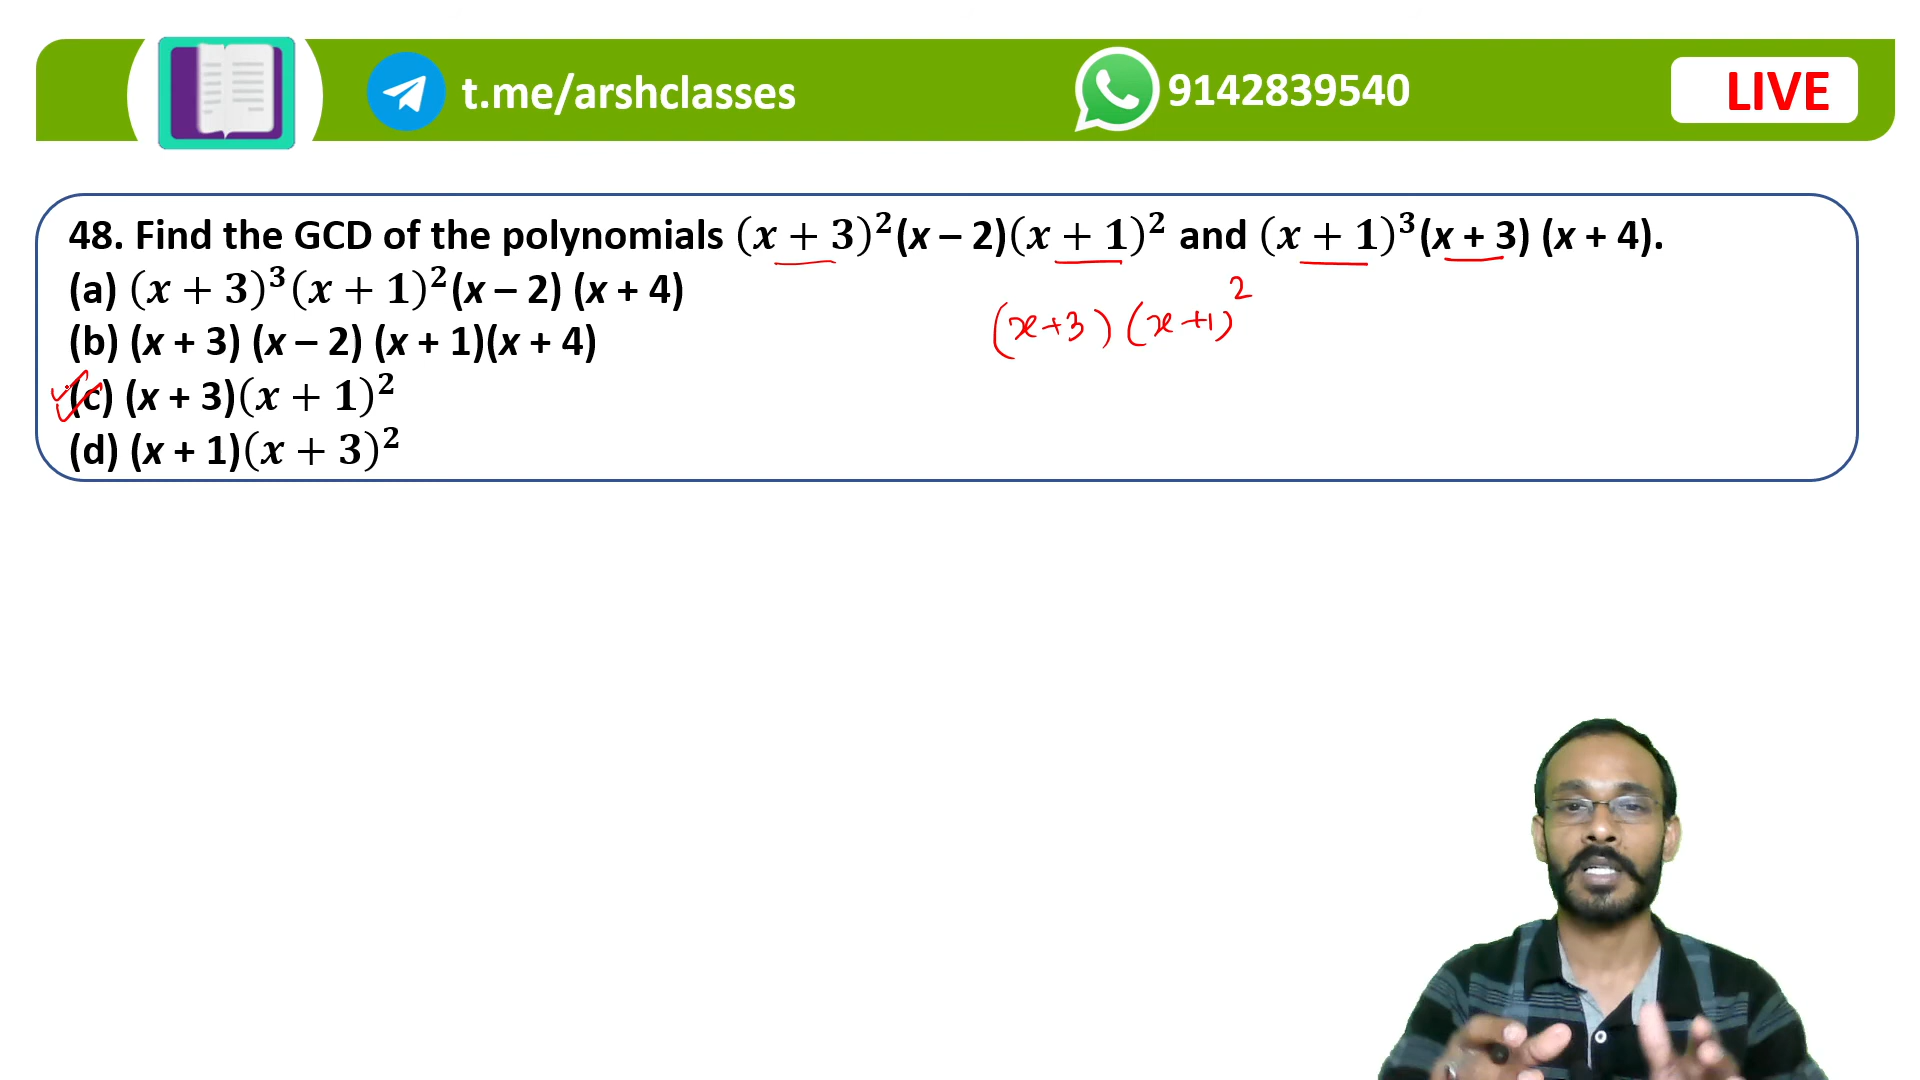 t.me/arshclasses 9142839540 LIVE
48. Find the GCD of the polynomials (x + 3)²(x – 2)(x + 1)² and (x + 1)³(x + 3) (x + 4).
(a) (x + 3)³(x + 1)²(x – 2) (x + 4)
(b) (x + 3) (x – 2) (x + 1)(x + 4)
(c) (x + 3)(x + 1)²
(d) (x + 1)(x + 3)²
(x+3) (x+1)²